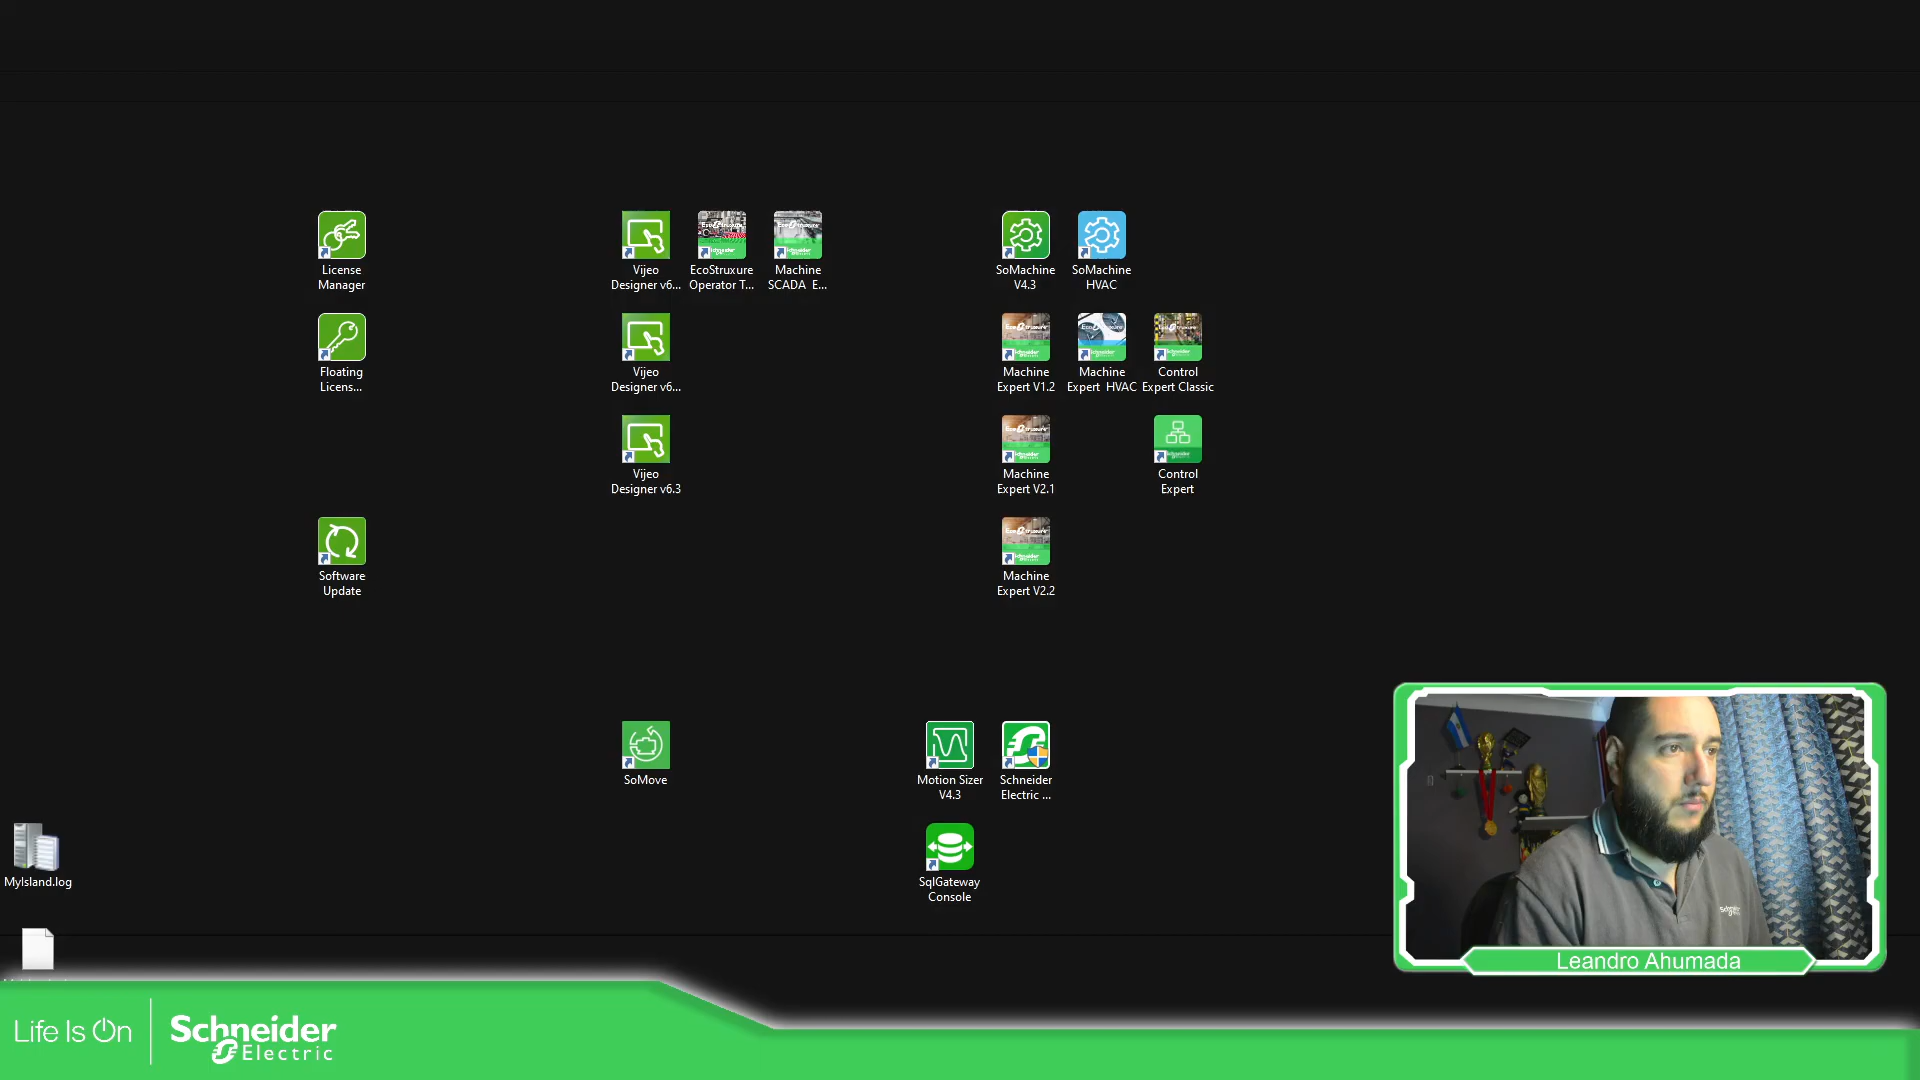 License
Manager
Vijeo
Designer v6...
EcoStruxure
Operator T...
Machine
SCADA E...
SoMachine
V4.3
SoMachine
HVAC
Floating
Licens...
Vijeo
Designer v6...
Machine
Expert V1.2
Machine
Expert HVAC
Control
Expert Classic
Vijeo
Designer v6.3
Machine
Expert V2.1
Control
Expert
Software
Update
Machine
Expert V2.2
SoMove
Motion Sizer
V4.3
Schneider
Electric ...
MyIsland.log
SqlGateway
Console
Leandro Ahumada
Life Is On
Schneider
Electric